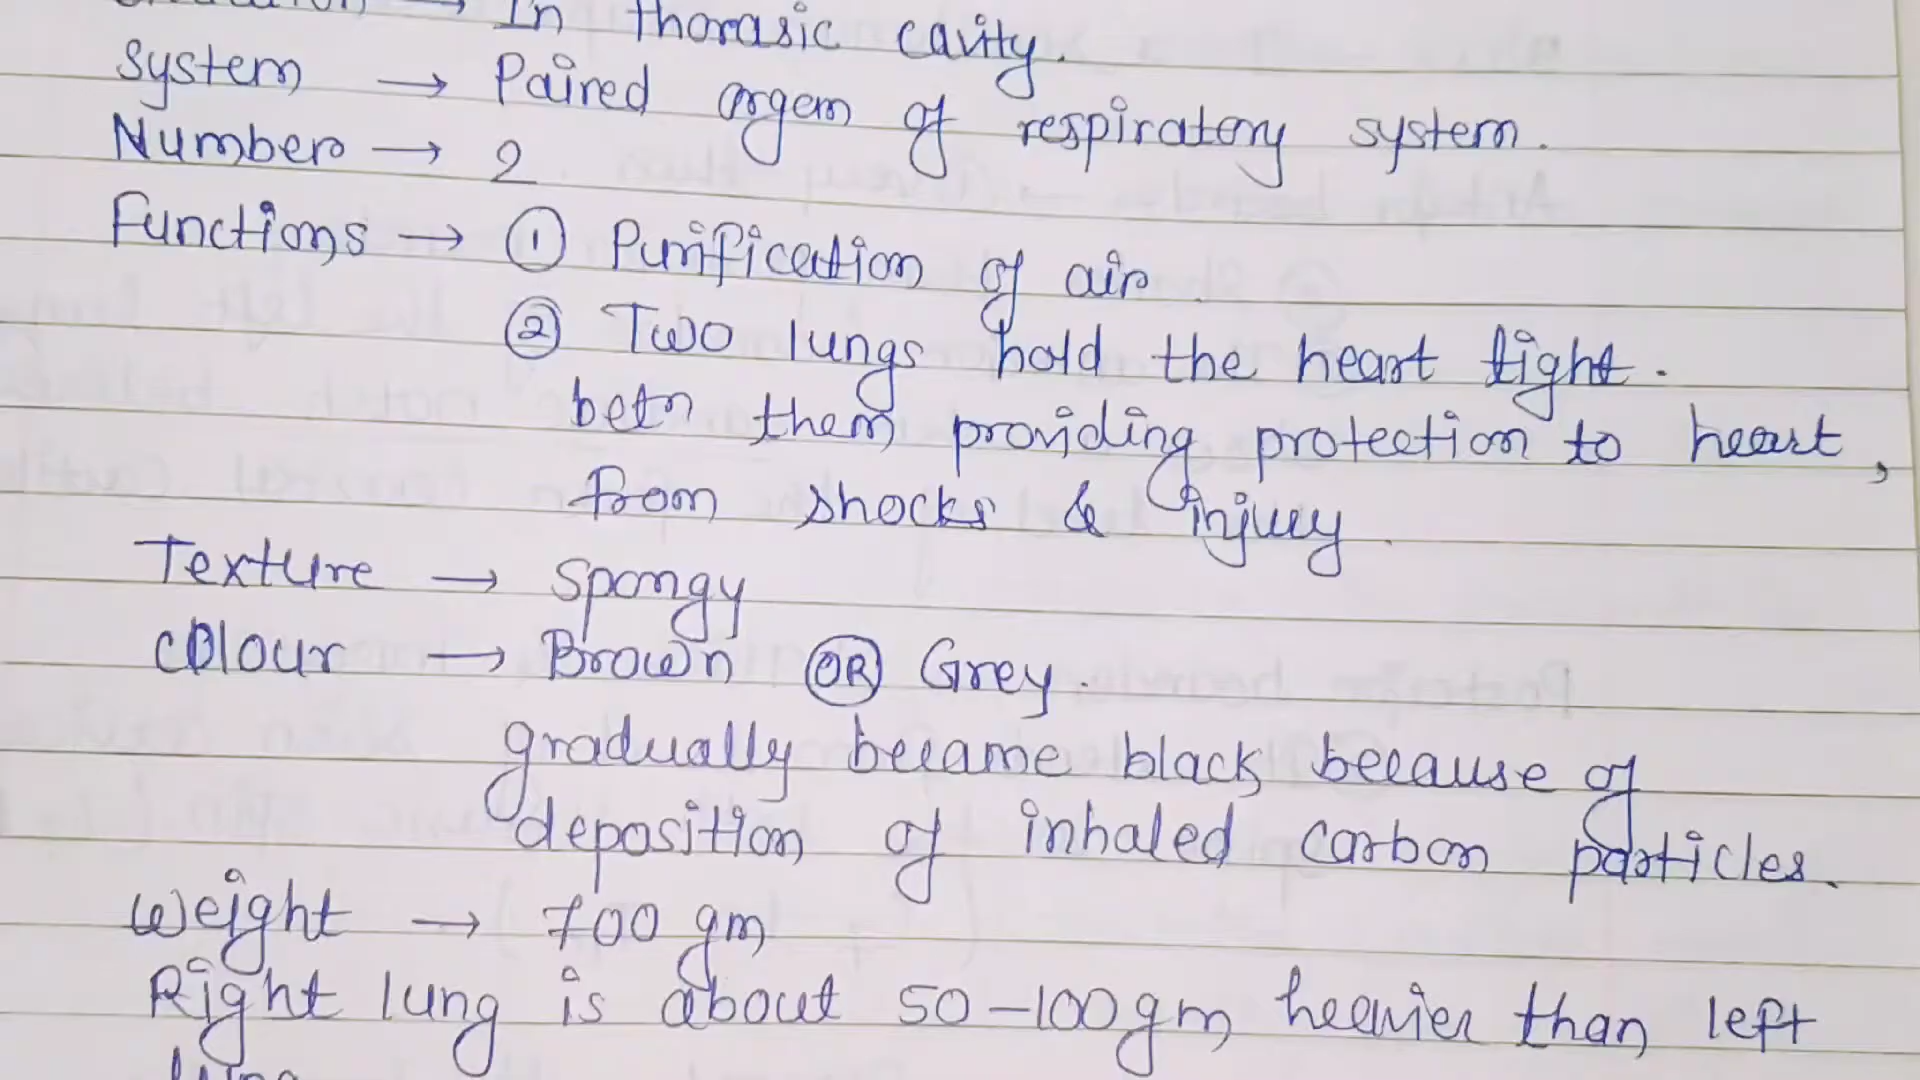 → In thorasic cavity.
System → Paired organ of respiratory system.
Number → 2
Functions → ① Purification of air.
② Two lungs hold the heart tight.
betn them providing protection to heart,
from shocks & injury.
Texture → Spongy
colour → Brown OR Grey.
gradually became black because of
deposition of inhaled carbon particles.
Weight → 700 gm
Right lung is about 50-100gm heavier than left
lung